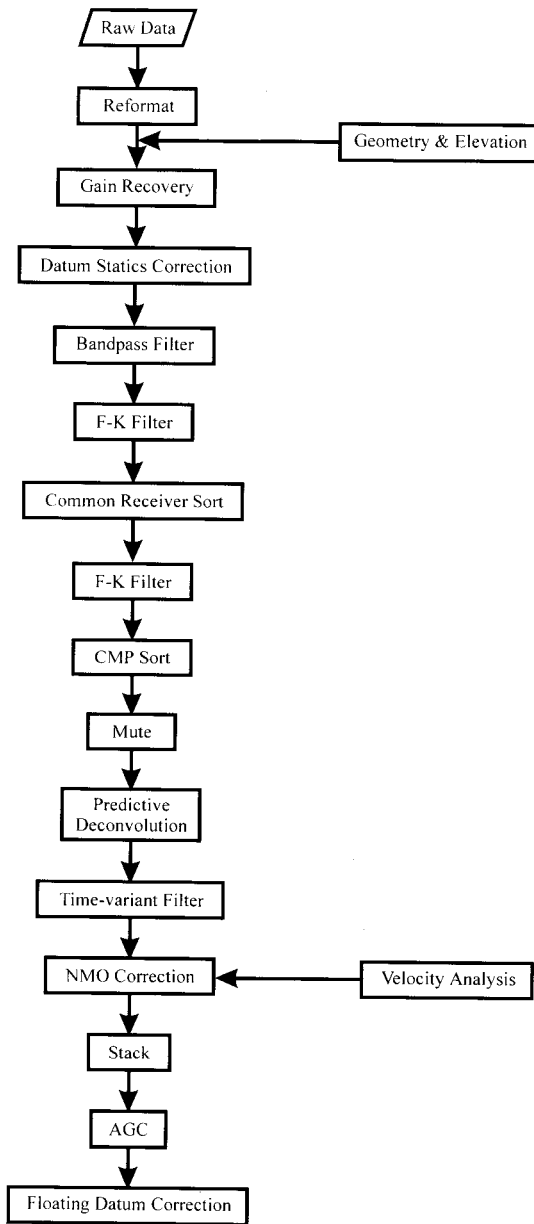 Raw Data
Reformat
Geometry & Elevation
Gain Recovery
Datum Statics Correction
Bandpass Filter
F-K Filter
Common Receiver Sort
F-K Filter
CMP Sort
Mute
Predictive
Deconvolution
Time-variant Filter
NMO Correction
Velocity Analysis
Stack
AGC
Floating Datum Correction